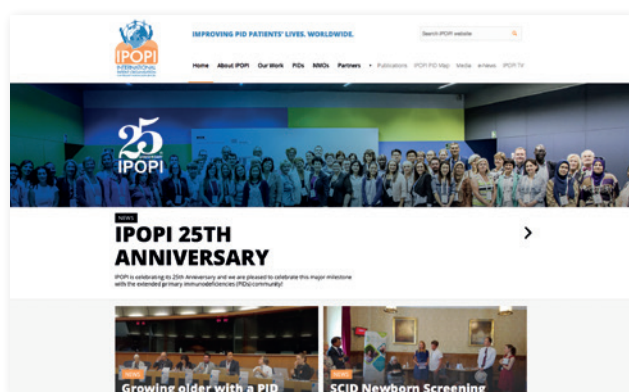 IPOPI
INTERNATIONAL
IMPROVING PID PATIENTS' LIVES. WORLDWIDE.
Search IPOPI website
Home About IPOPI Our Work PIDs NMOs Partners • Publications IPOPI PID Map Media e-news IPOPI TV
25
ANNIVERSARY
IPOPI
NEWS
IPOPI 25TH
ANNIVERSARY
IPOPI is celebrating its 25th Anniversary and we are pleased to celebrate this major milestone
with the extended primary immunodeficiencies (PIDs) community!
NEWS
Growing older with a PID
NEWS
SCID Newborn Screening